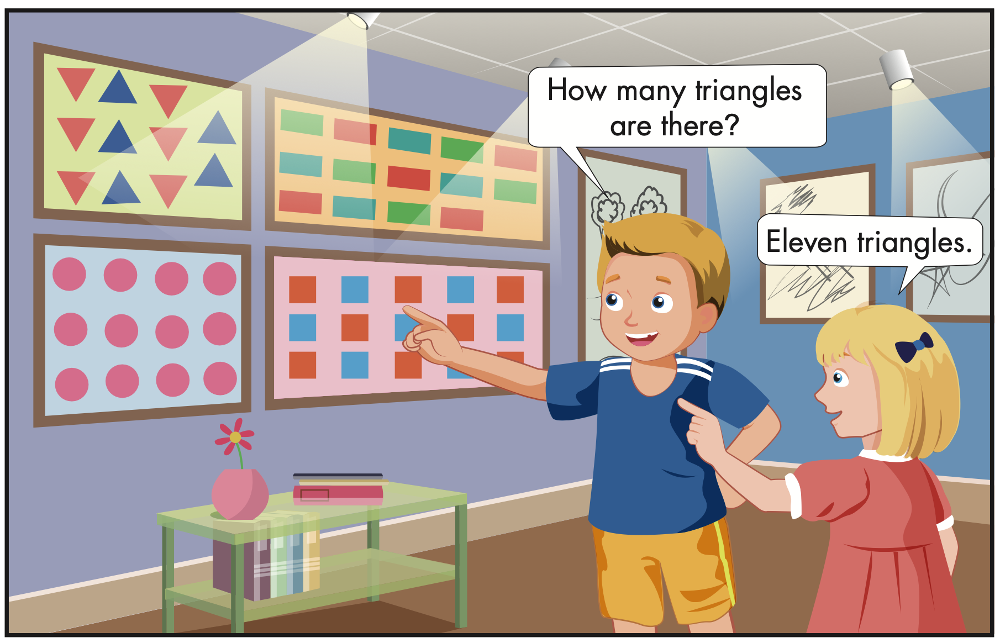 How many triangles
are there?
Eleven triangles.